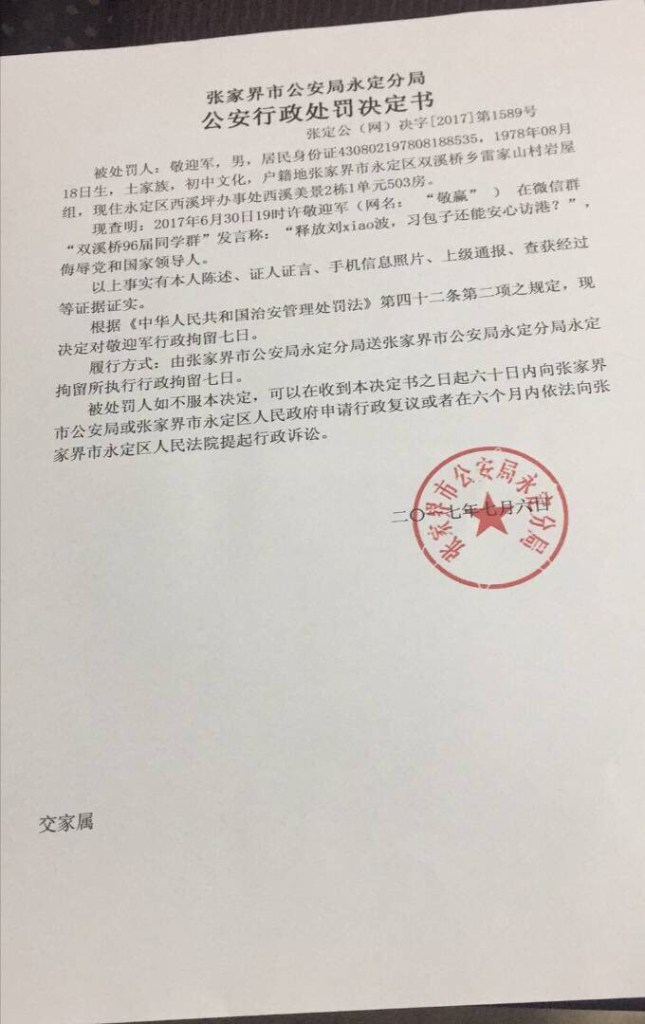 张家界市公安局永定分局
公安行政处罚决定书
张定公（网）决字[2017]第1589号
被处罚人：敬迎军，男，居民身份证430802197808188535，1978年08月
18日生，土家族，初中文化，户籍地张家界市永定区双溪桥乡雷家山村岩屋
组，现住永定区西溪坪办事处西溪美景2栋1单元503房。
现查明：2017年6月30日19时许敬迎军（网名： “敬赢” ）在微信群
“双溪桥96届同学群”发言称：“释放刘xiao波，习包子还能安心访港？”，
侮辱党和国家领导人。
以上事实有本人陈述、证人证言、手机信息照片、上级通报、查获经过
等证据证实。
根据《中华人民共和国治安管理处罚法》第四十二条第二项之规定，现
决定对敬迎军行政拘留七日。
履行方式：由张家界市公安局永定分局送张家界市公安局永定分局永定
拘留所执行行政拘留七日。
被处罚人如不服本决定，可以在收到本决定书之日起六十日内向张家界
市公安局或张家界市永定区人民政府申请行政复议或者在六个月内依法向张
家界市永定区人民法院提起行政诉讼。
张家界市公安局永定分局
二〇一七年七月六日
交家属